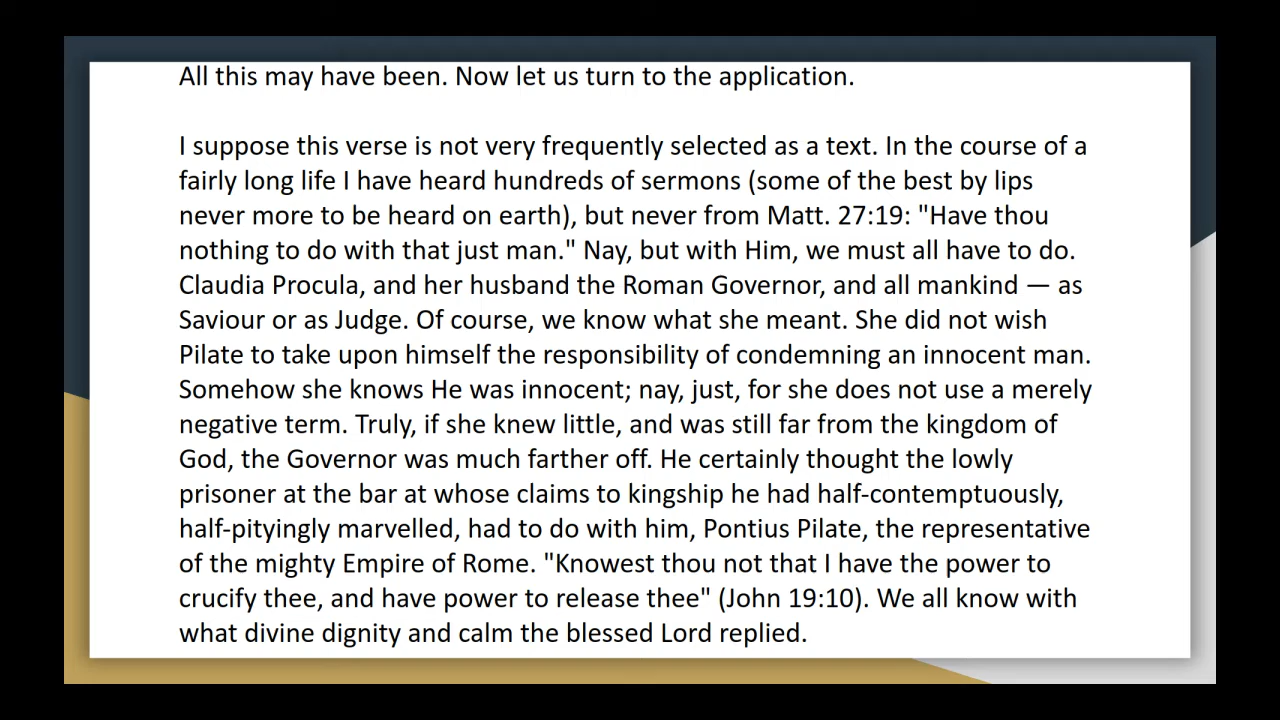 All this may have been. Now let us turn to the application.
I suppose this verse is not very frequently selected as a text. In the course of a
fairly long life I have heard hundreds of sermons (some of the best by lips
never more to be heard on earth), but never from Matt. 27:19: "Have thou
nothing to do with that just man." Nay, but with Him, we must all have to do.
Claudia Procula, and her husband the Roman Governor, and all mankind — as
Saviour or as Judge. Of course, we know what she meant. She did not wish
Pilate to take upon himself the responsibility of condemning an innocent man.
Somehow she knows He was innocent; nay, just, for she does not use a merely
negative term. Truly, if she knew little, and was still far from the kingdom of
God, the Governor was much farther off. He certainly thought the lowly
prisoner at the bar at whose claims to kingship he had half-contemptuously,
half-pityingly marvelled, had to do with him, Pontius Pilate, the representative
of the mighty Empire of Rome. "Knowest thou not that I have the power to
crucify thee, and have power to release thee" (John 19:10). We all know with
what divine dignity and calm the blessed Lord replied.